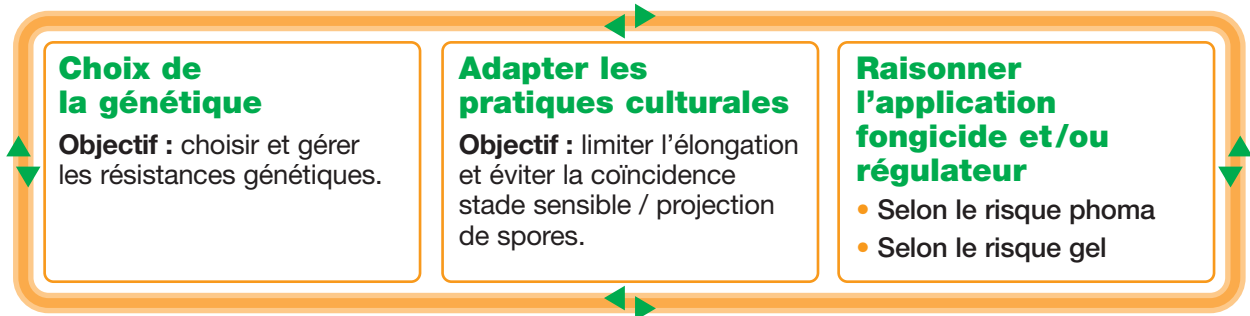 Choix de
la génétique
Objectif : choisir et gérer
les résistances génétiques.
Adapter les
pratiques culturales
Objectif : limiter l’élongation
et éviter la coïncidence
stade sensible / projection
de spores.
Raisonner
l’application
fongicide et/ou
régulateur
• Selon le risque phoma
• Selon le risque gel